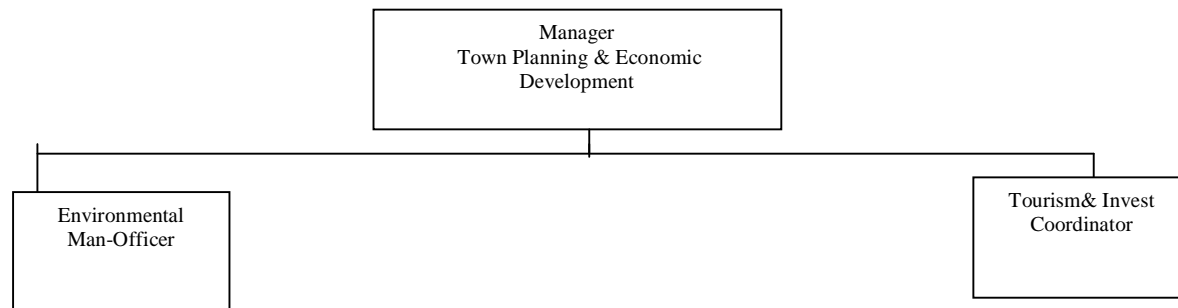 Manager
Town Planning & Economic
Development
Environmental
Man-Officer
Tourism& Invest
Coordinator